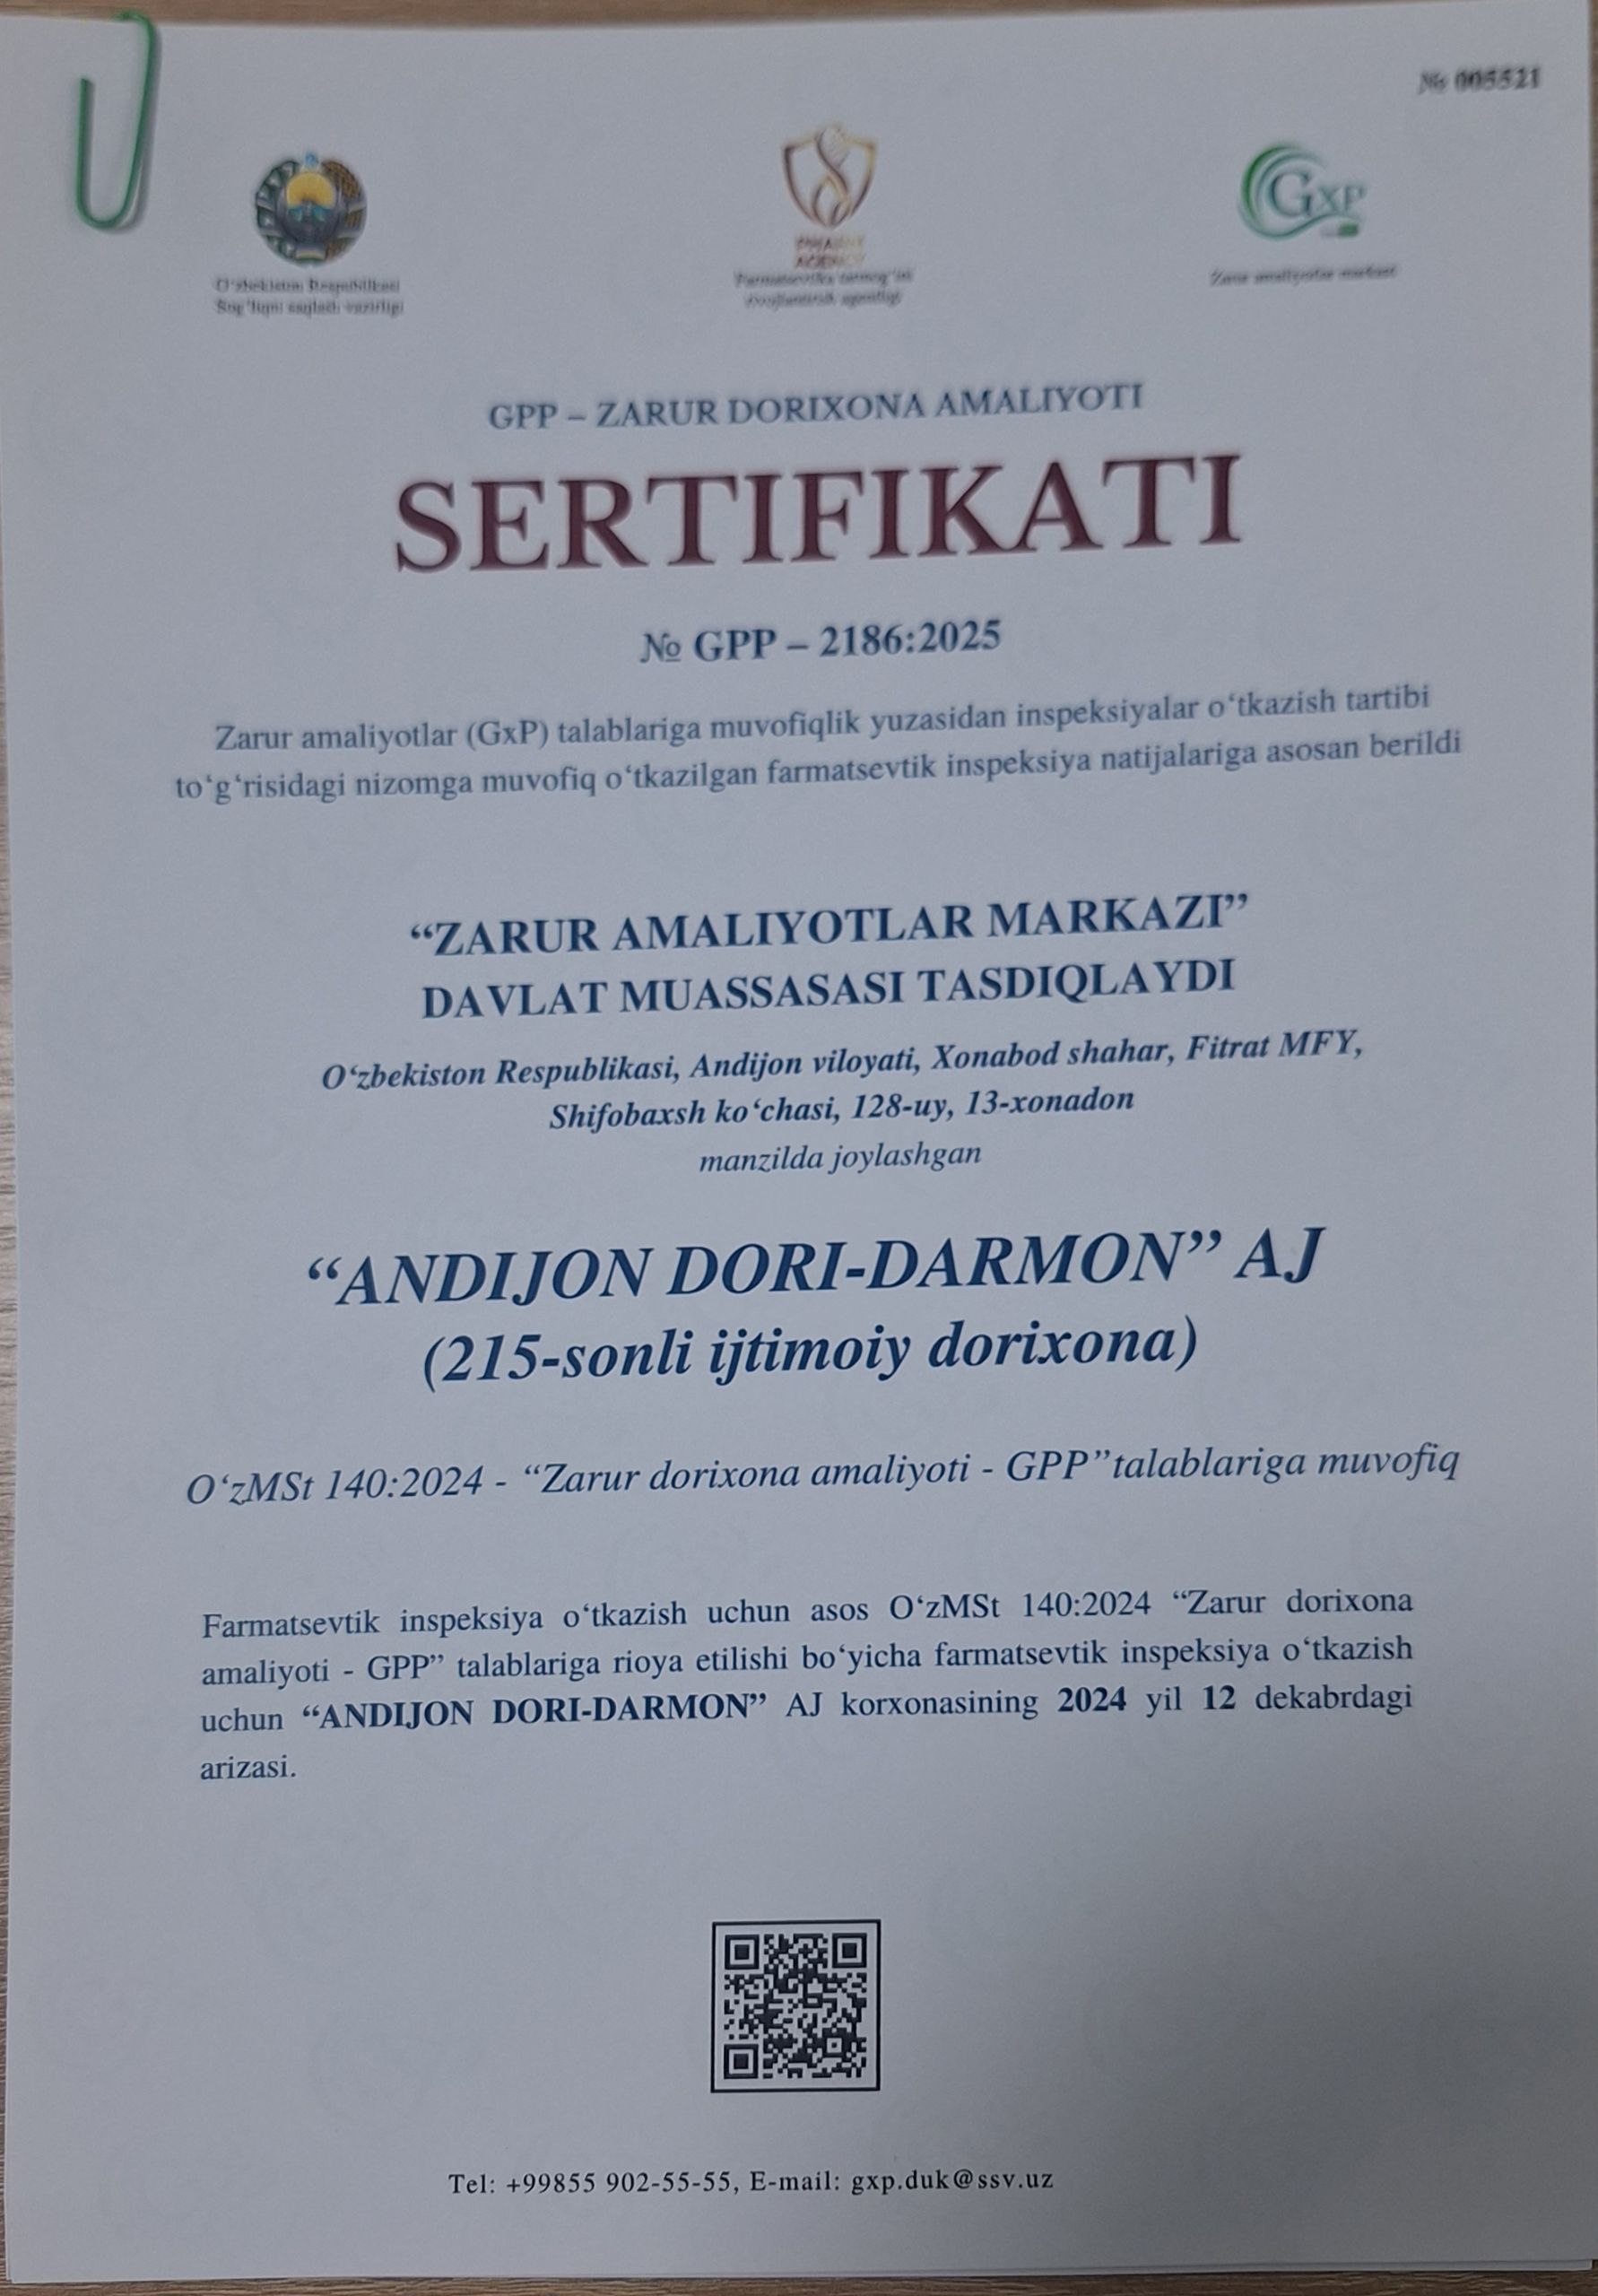 № 005521
O‘zbekiston Respublikasi
Sog‘liqni saqlash vazirligi
PHARM
AGENCY
Farmatsevtika tarmog‘ini
rivojlantirish agentligi
GXP
Zarur amaliyotlar markazi
GPP – ZARUR DORIXONA AMALIYOTI
SERTIFIKATI
№ GPP – 2186:2025
Zarur amaliyotlar (GxP) talablariga muvofiqlik yuzasidan inspeksiyalar o‘tkazish tartibi
to‘g‘risidagi nizomga muvofiq o‘tkazilgan farmatsevtik inspeksiya natijalariga asosan berildi
“ZARUR AMALIYOTLAR MARKAZI”
DAVLAT MUASSASASI TASDIQLAYDI
O‘zbekiston Respublikasi, Andijon viloyati, Xonabod shahar, Fitrat MFY,
Shifobaxsh ko‘chasi, 128-uy, 13-xonadon
manzilda joylashgan
“ANDIJON DORI-DARMON” AJ
(215-sonli ijtimoiy dorixona)
O‘zMSt 140:2024 - “Zarur dorixona amaliyoti - GPP”talablariga muvofiq
Farmatsevtik inspeksiya o‘tkazish uchun asos O‘zMSt 140:2024 “Zarur dorixona
amaliyoti - GPP” talablariga rioya etilishi bo‘yicha farmatsevtik inspeksiya o‘tkazish
uchun “ANDIJON DORI-DARMON” AJ korxonasining 2024 yil 12 dekabrdagi
arizasi.
Tel: +99855 902-55-55, E-mail: gxp.duk@ssv.uz